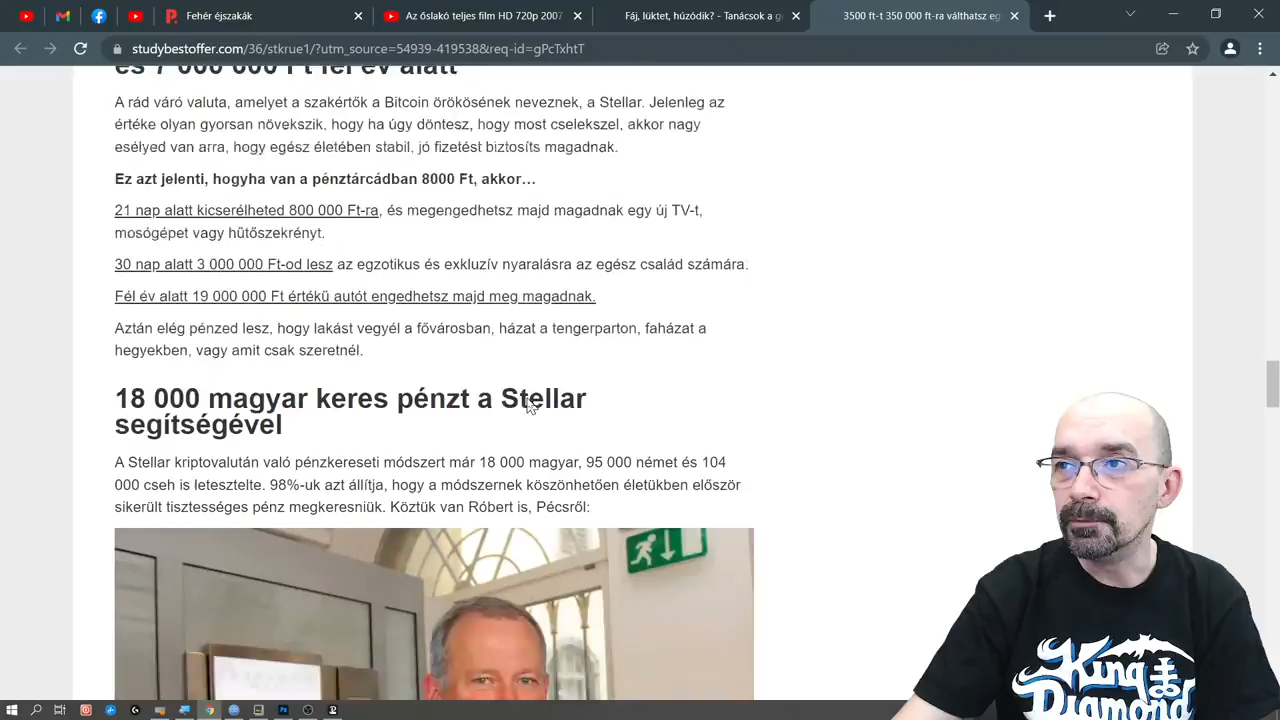 Fehér éjszakák
Az őslakó teljes film HD 720p 2007
Fáj, lüktet, húzódik? - Tanácsok a g
3500 ft-t 350 000 ft-ra válthatsz eg
studybestoffer.com/36/stkrue1/?utm_source=54939-419538&req-id=gPcTxhtT
és 7 000 000 Ft fél év alatt
A rád váró valuta, amelyet a szakértők a Bitcoin örökösének neveznek, a Stellar. Jelenleg az
értéke olyan gyorsan növekszik, hogy ha úgy döntesz, hogy most cselekszel, akkor nagy
esélyed van arra, hogy egész életében stabil, jó fizetést biztosíts magadnak.
Ez azt jelenti, hogyha van a pénztárcádban 8000 Ft, akkor…
21 nap alatt kicserélheted 800 000 Ft-ra, és megengedhetsz majd magadnak egy új TV-t,
mosógépet vagy hűtőszekrényt.
30 nap alatt 3 000 000 Ft-od lesz az egzotikus és exkluzív nyaralásra az egész család számára.
Fél év alatt 19 000 000 Ft értékű autót engedhetsz majd meg magadnak.
Aztán elég pénzed lesz, hogy lakást vegyél a fővárosban, házat a tengerparton, faházat a
hegyekben, vagy amit csak szeretnél.
18 000 magyar keres pénzt a Stellar
segítségével
A Stellar kriptovalután való pénzkereseti módszert már 18 000 magyar, 95 000 német és 104
000 cseh is letesztelte. 98%-uk azt állítja, hogy a módszernek köszönhetően életükben először
sikerült tisztességes pénz megkeresniük. Köztük van Róbert is, Pécsről:
King
Diamond